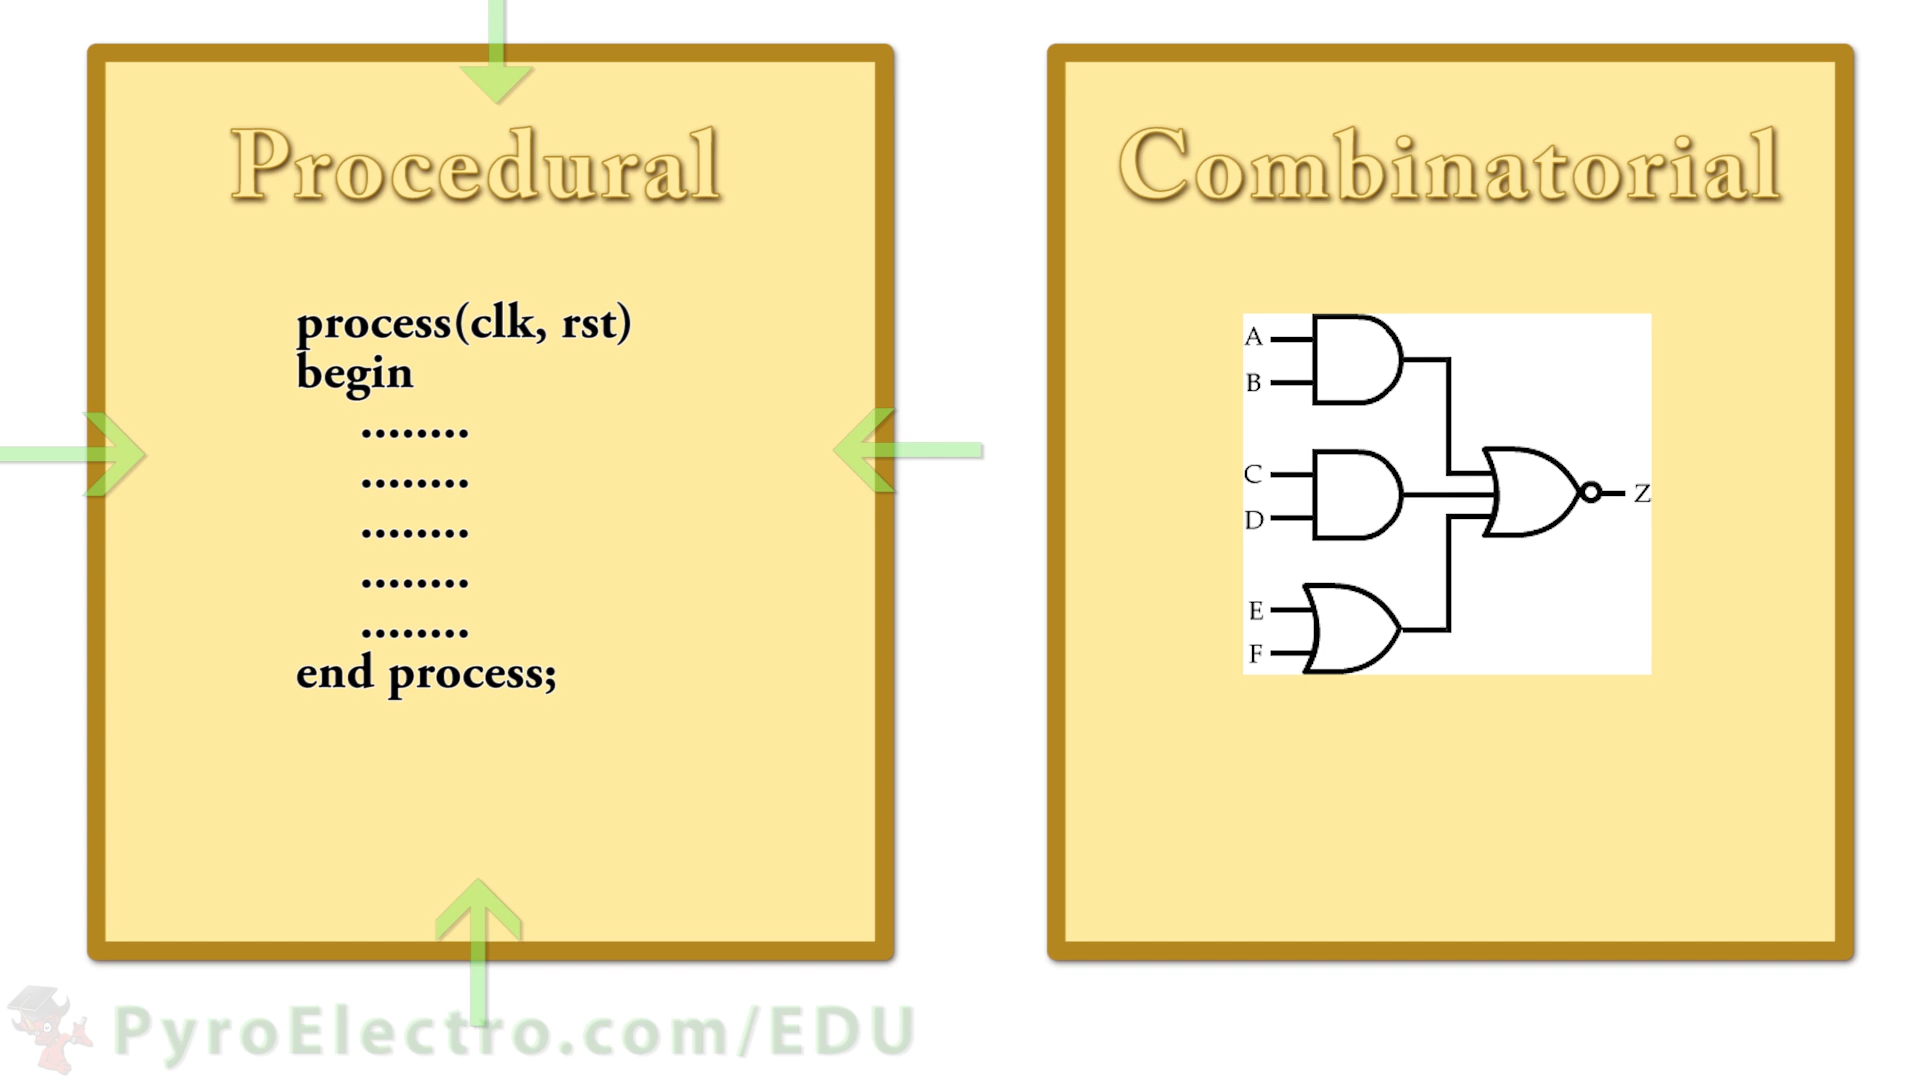 Procedural
process(clk, rst)
begin
........
........
........
........
........
end process;
Combinatorial
A
B
C
D
E
F
Z
PyroElectro.com/EDU